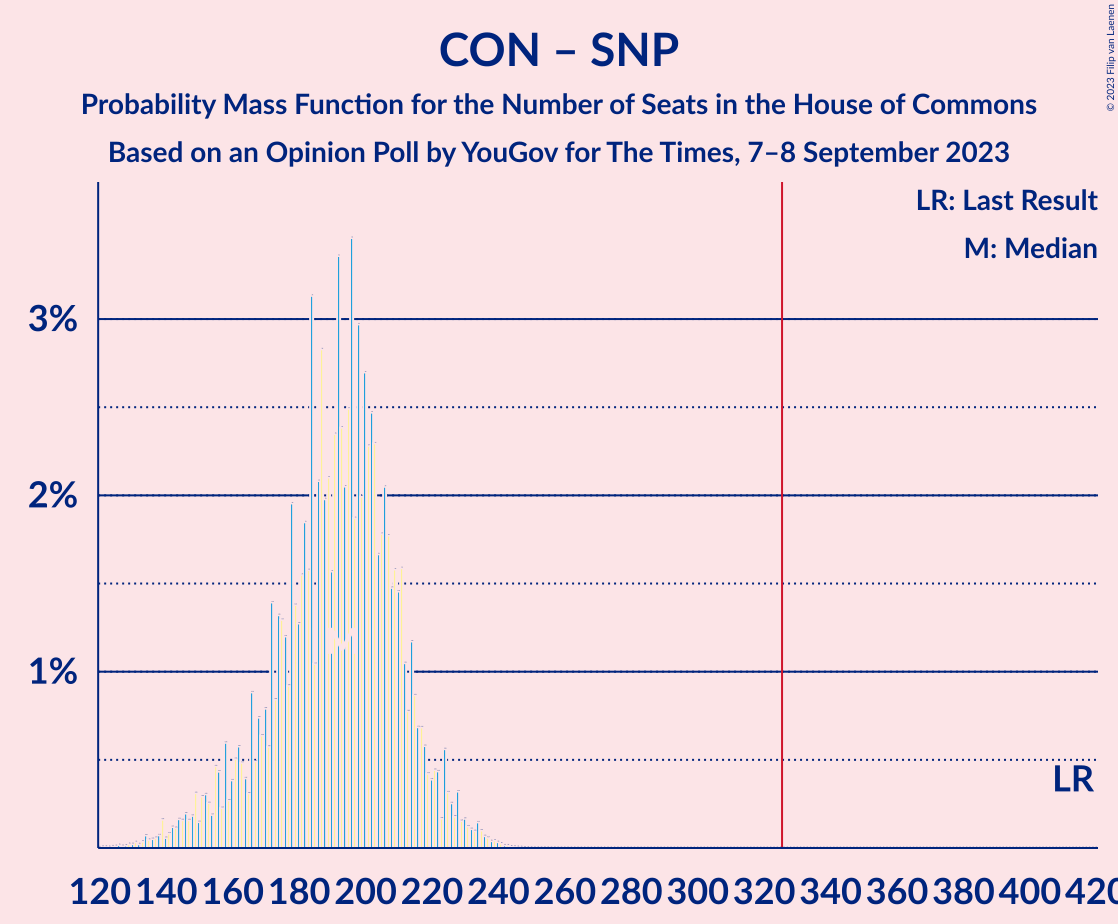 CON – SNP
Probability Mass Function for the Number of Seats in the House of Commons
Based on an Opinion Poll by YouGov for The Times, 7–8 September 2023
© 2023 Filip van Laenen
LR: Last Result
M: Median
3%
2%
1%
M
LR
120 140 160 180 200 220 240 260 280 300 320 340 360 380 400 420